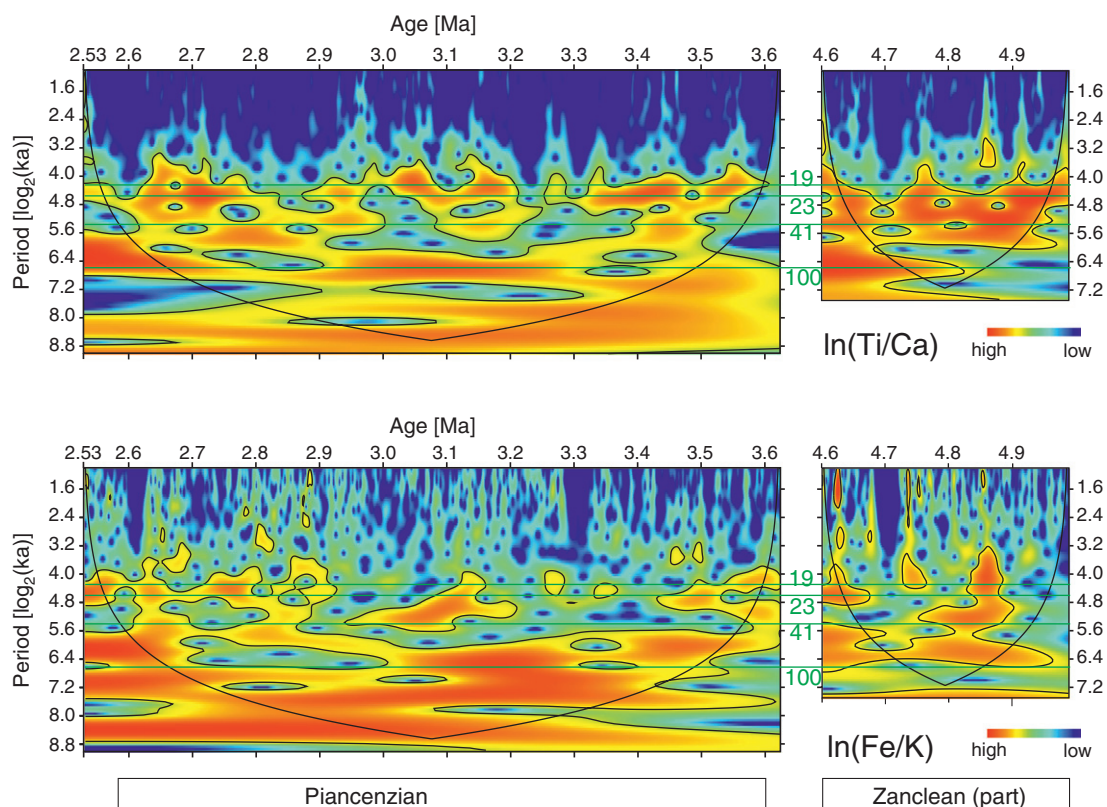 Age [Ma]
2.53 2.6 2.7 2.8 2.9 3.0 3.1 3.2 3.3 3.4 3.5 3.6 4.6 4.7 4.8 4.9
Period [log2(ka)]
1.6 1.6
2.4 2.4
3.2 3.2
4.0 19 4.0
4.8 23 4.8
5.6 41 5.6
6.4 100 6.4
7.2 7.2
8.0
8.8
ln(Ti/Ca)
high low
Age [Ma]
2.53 2.6 2.7 2.8 2.9 3.0 3.1 3.2 3.3 3.4 3.5 3.6 4.6 4.7 4.8 4.9
Period [log2(ka)]
1.6 1.6
2.4 2.4
3.2 3.2
4.0 19 4.0
4.8 23 4.8
5.6 41 5.6
6.4 100 6.4
7.2 7.2
8.0
8.8
ln(Fe/K)
high low
Piancenzian Zanclean (part)